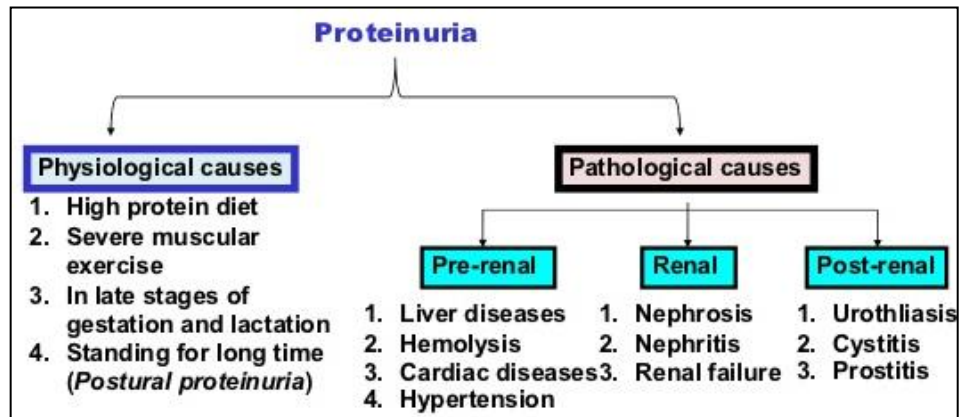 Proteinuria
Physiological causes
1. High protein diet
2. Severe muscular
exercise
3. In late stages of
gestation and lactation
4. Standing for long time
(Postural proteinuria)
Pathological causes
Pre-renal
1. Liver diseases
2. Hemolysis
3. Cardiac diseases
4. Hypertension
Renal
1. Nephrosis
2. Nephritis
3. Renal failure
Post-renal
1. Urothliasis
2. Cystitis
3. Prostitis